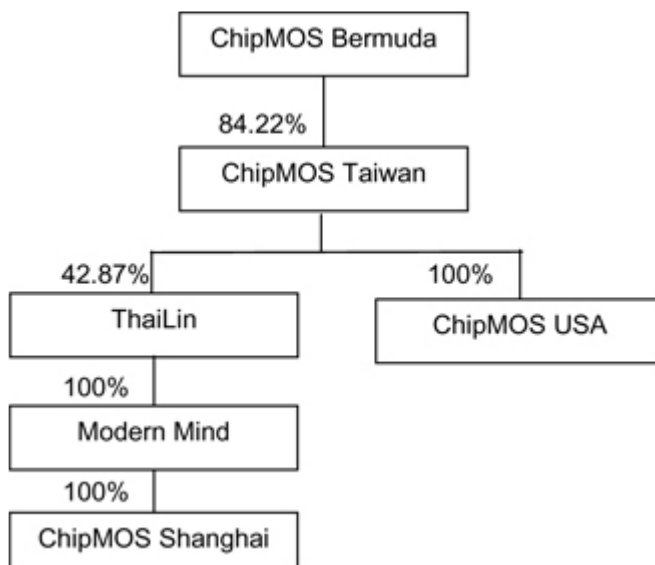 ChipMOS Bermuda
84.22%
ChipMOS Taiwan
42.87%
100%
ThaiLin
ChipMOS USA
100%
Modern Mind
100%
ChipMOS Shanghai